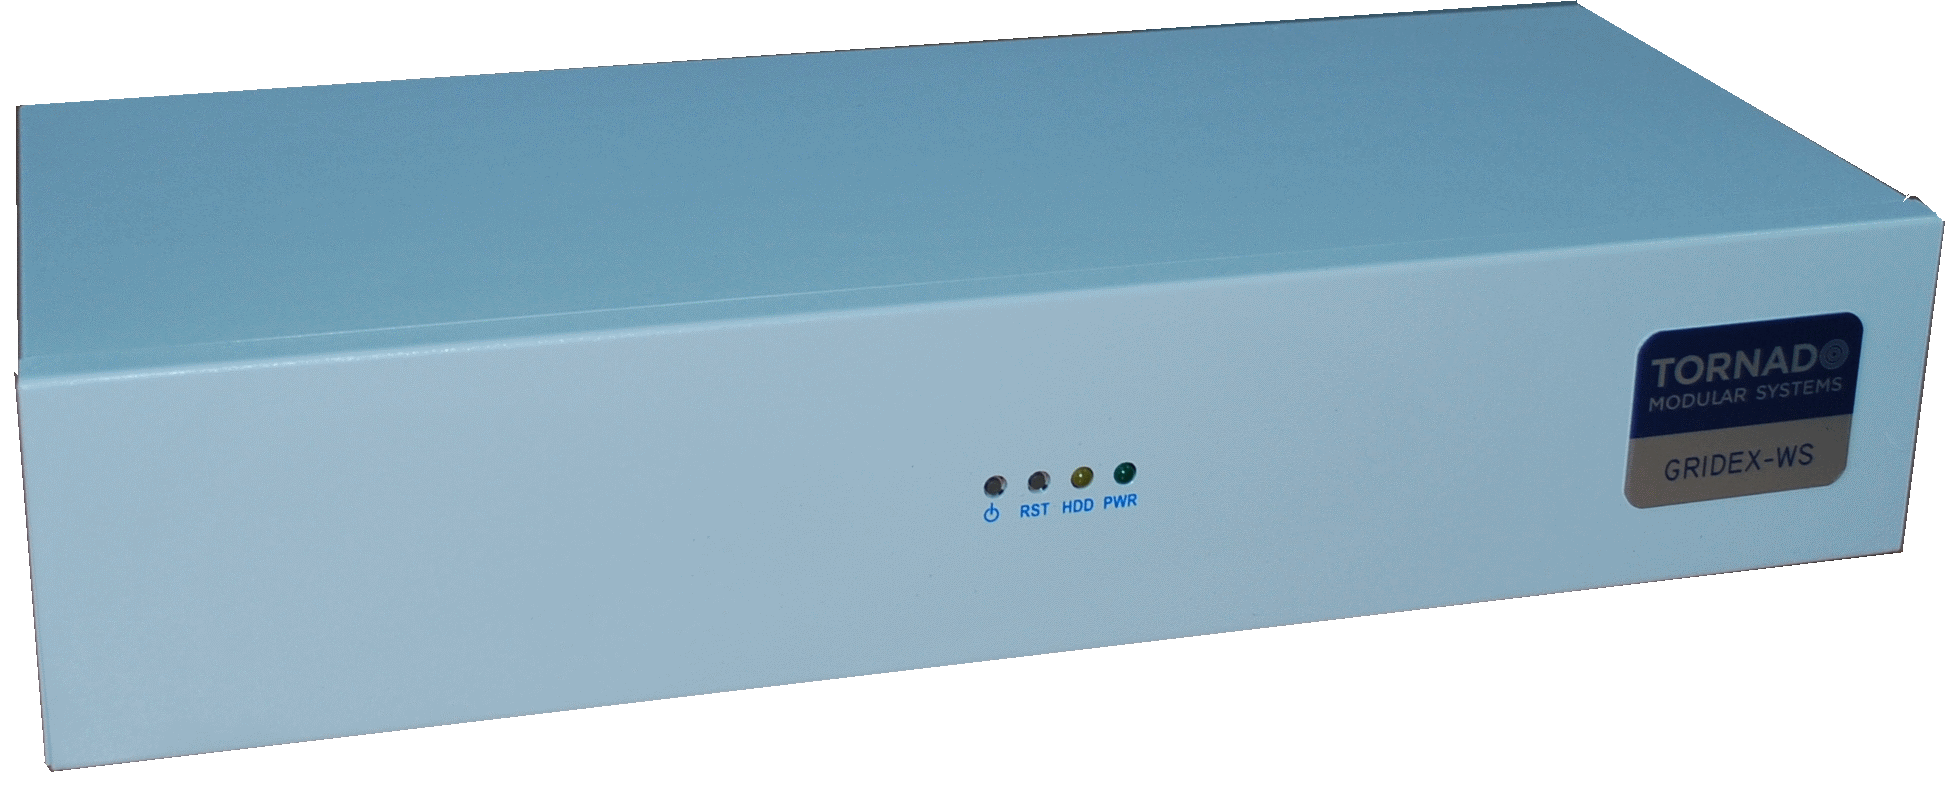 RST HDD PWR
TORNADO
MODULAR SYSTEMS
GRIDEX-WS